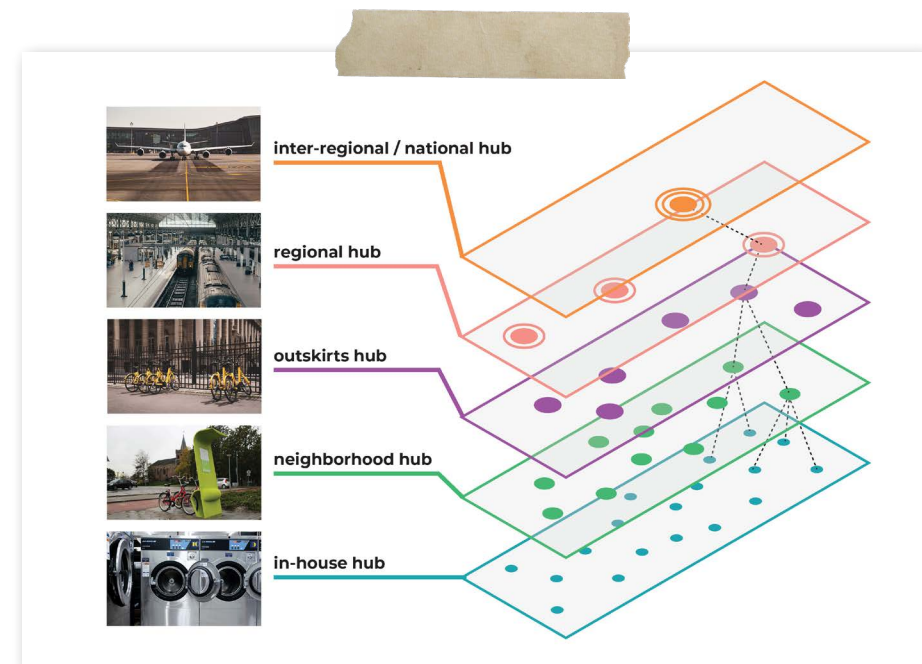 inter-regional / national hub
regional hub
outskirts hub
neighborhood hub
in-house hub